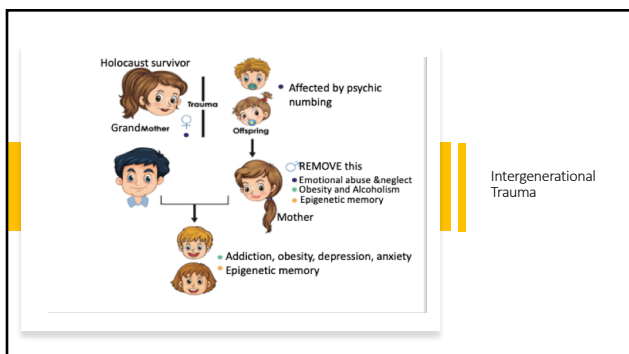 Holocaust survivor
Trauma
GrandMother
Affected by psychic
numbing
Offspring
REMOVE this
Emotional abuse &neglect
Obesity and Alcoholism
Epigenetic memory
Mother
Addiction, obesity, depression, anxiety
Epigenetic memory
Intergenerational
Trauma